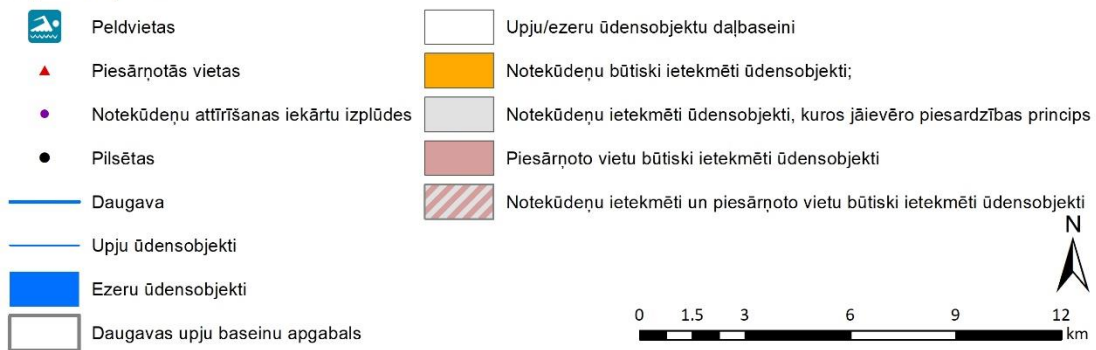 Peldvietas
Piesārņotās vietas
Notekūdeņu attīrīšanas iekārtu izplūdes
Pilsētas
Daugava
Upju ūdensobjekti
Ezeru ūdensobjekti
Daugavas upju baseinu apgabals
Upju/ezeru ūdensobjektu daļbaseini
Notekūdeņu būtiski ietekmēti ūdensobjekti;
Notekūdeņu ietekmēti ūdensobjekti, kuros jāievēro piesardzības princips
Piesārņoto vietu būtiski ietekmēti ūdensobjekti
Notekūdeņu ietekmēti un piesārņoto vietu būtiski ietekmēti ūdensobjekti
N
0 1.5 3 6 9 12
km